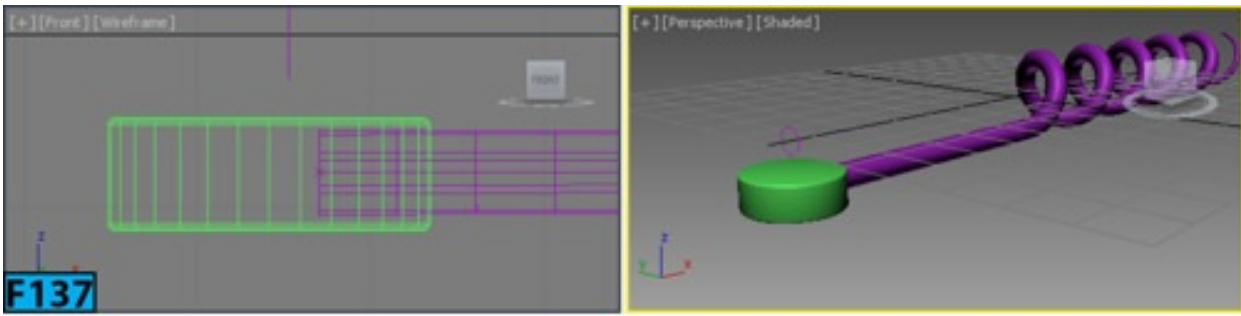 [+] [Front] [Wireframe]
FRONT
z
x
F137
[+] [Perspective] [Shaded]
z
y
x